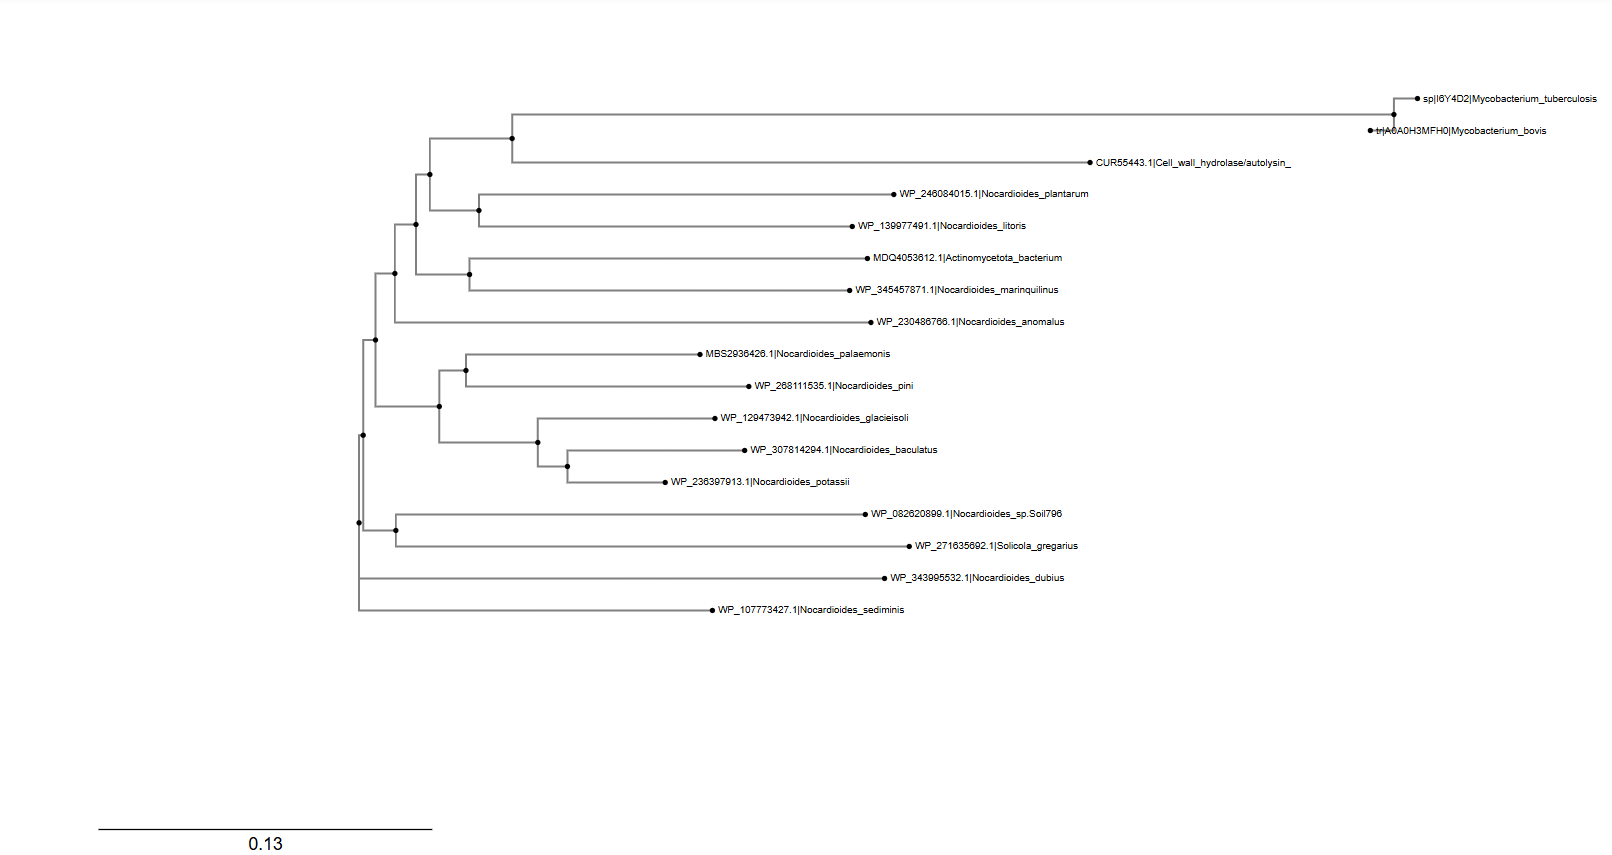 sp|I6Y4D2|Mycobacterium_tuberculosis
tr|A0A0H3MFH0|Mycobacterium_bovis
CUR55443.1|Cell_wall_hydrolase/autolysin_
WP_246084015.1|Nocardioides_plantarum
WP_139977491.1|Nocardioides_litoris
MDQ4053612.1|Actinomycetota_bacterium
WP_345457871.1|Nocardioides_marinquilinus
WP_230486766.1|Nocardioides_anomalus
MBS2936426.1|Nocardioides_palaemonis
WP_268111535.1|Nocardioides_pini
WP_129473942.1|Nocardioides_glacieisoli
WP_307814294.1|Nocardioides_baculatus
WP_236397913.1|Nocardioides_potassii
WP_082620899.1|Nocardioides_sp.Soil796
WP_271635692.1|Solicola_gregarius
WP_343995532.1|Nocardioides_dubius
WP_107773427.1|Nocardioides_sediminis
0.13